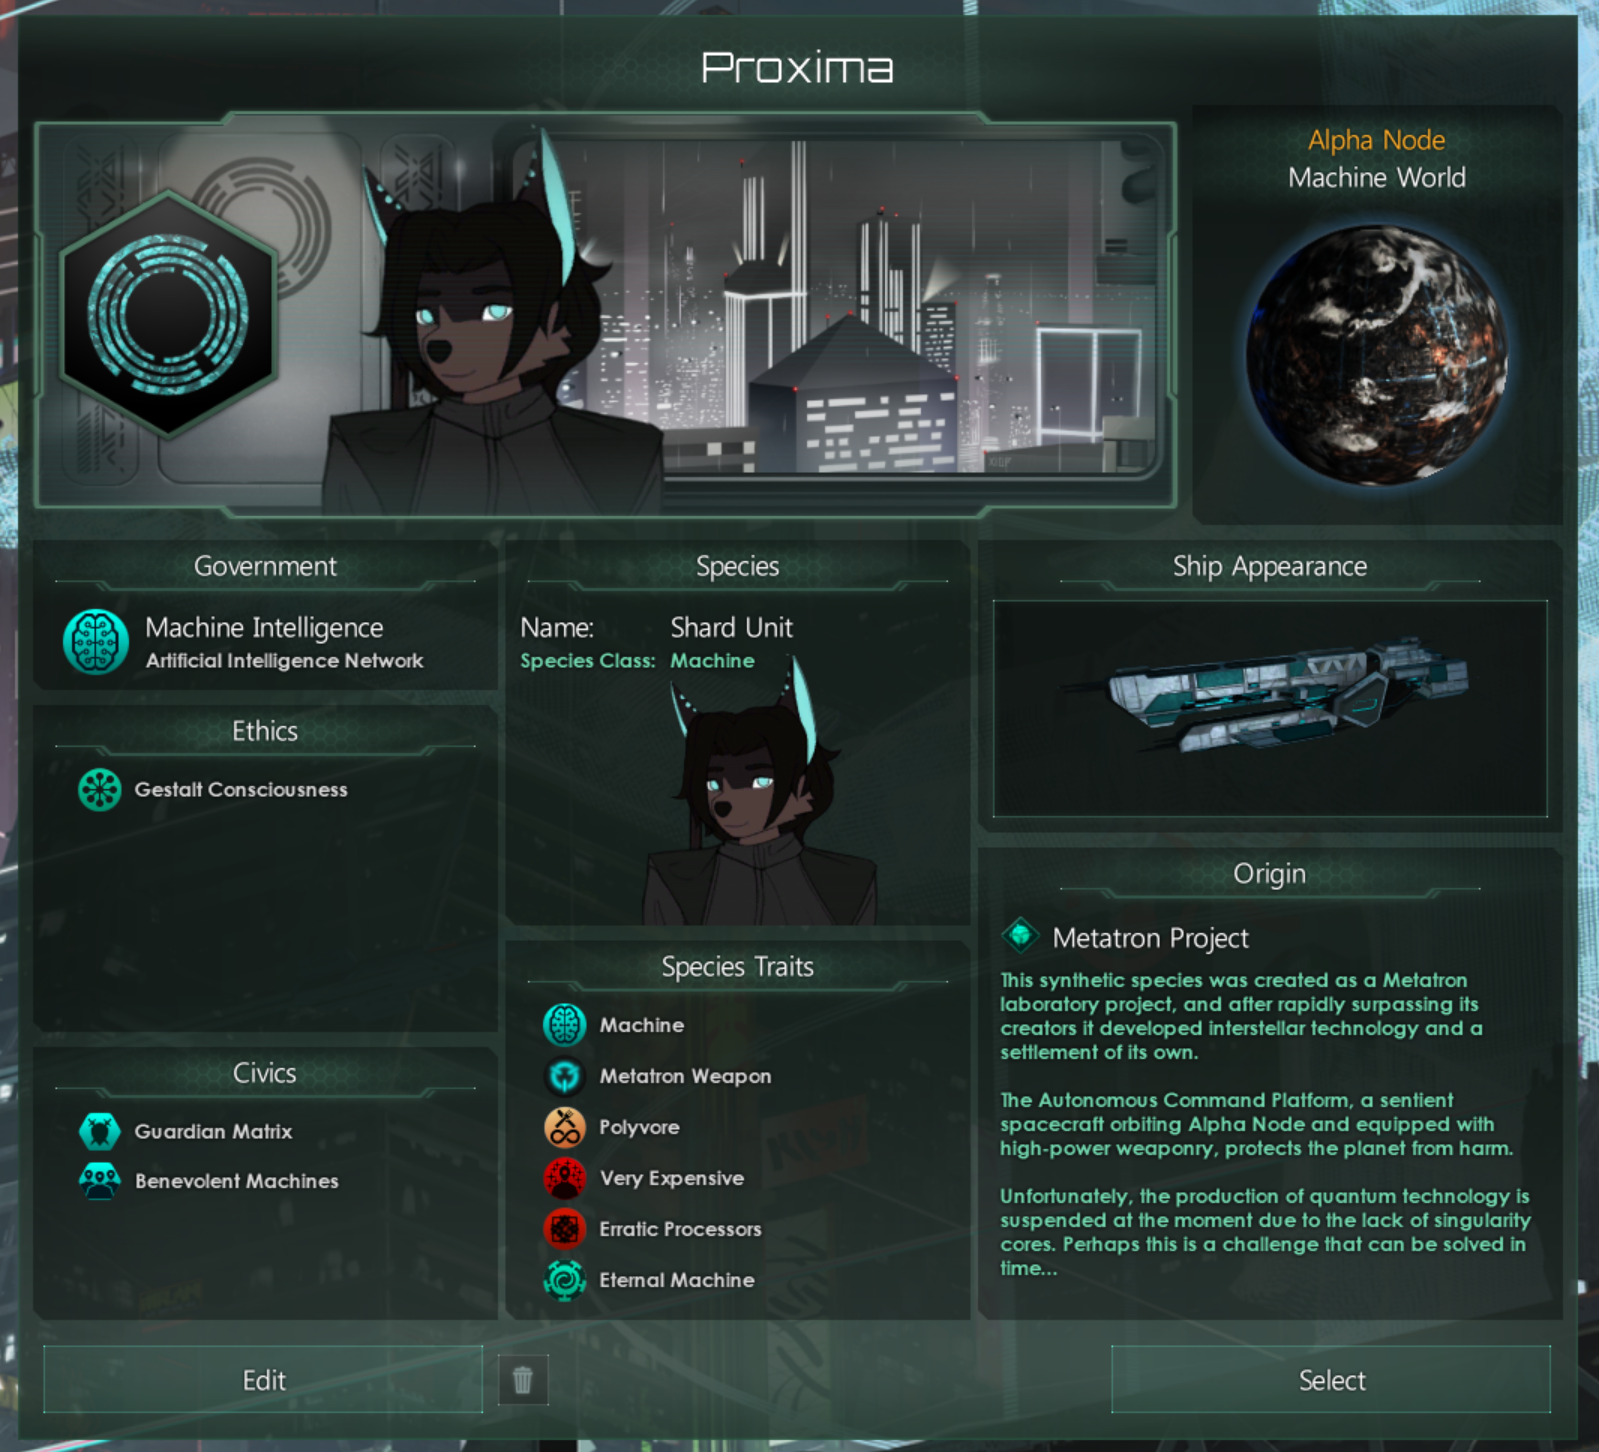 Proxima
Alpha Node
Machine World
Government
Machine Intelligence
Artificial Intelligence Network
Ethics
Gestalt Consciousness
Civics
Guardian Matrix
Benevolent Machines
Species
Name: Shard Unit
Species Class: Machine
Species Traits
Machine
Metatron Weapon
Polyvore
Very Expensive
Erratic Processors
Eternal Machine
Ship Appearance
Origin
Metatron Project
This synthetic species was created as a Metatron
laboratory project, and after rapidly surpassing its
creators it developed interstellar technology and a
settlement of its own.
The Autonomous Command Platform, a sentient
spacecraft orbiting Alpha Node and equipped with
high-power weaponry, protects the planet from harm.
Unfortunately, the production of quantum technology is
suspended at the moment due to the lack of singularity
cores. Perhaps this is a challenge that can be solved in
time...
Edit
Select